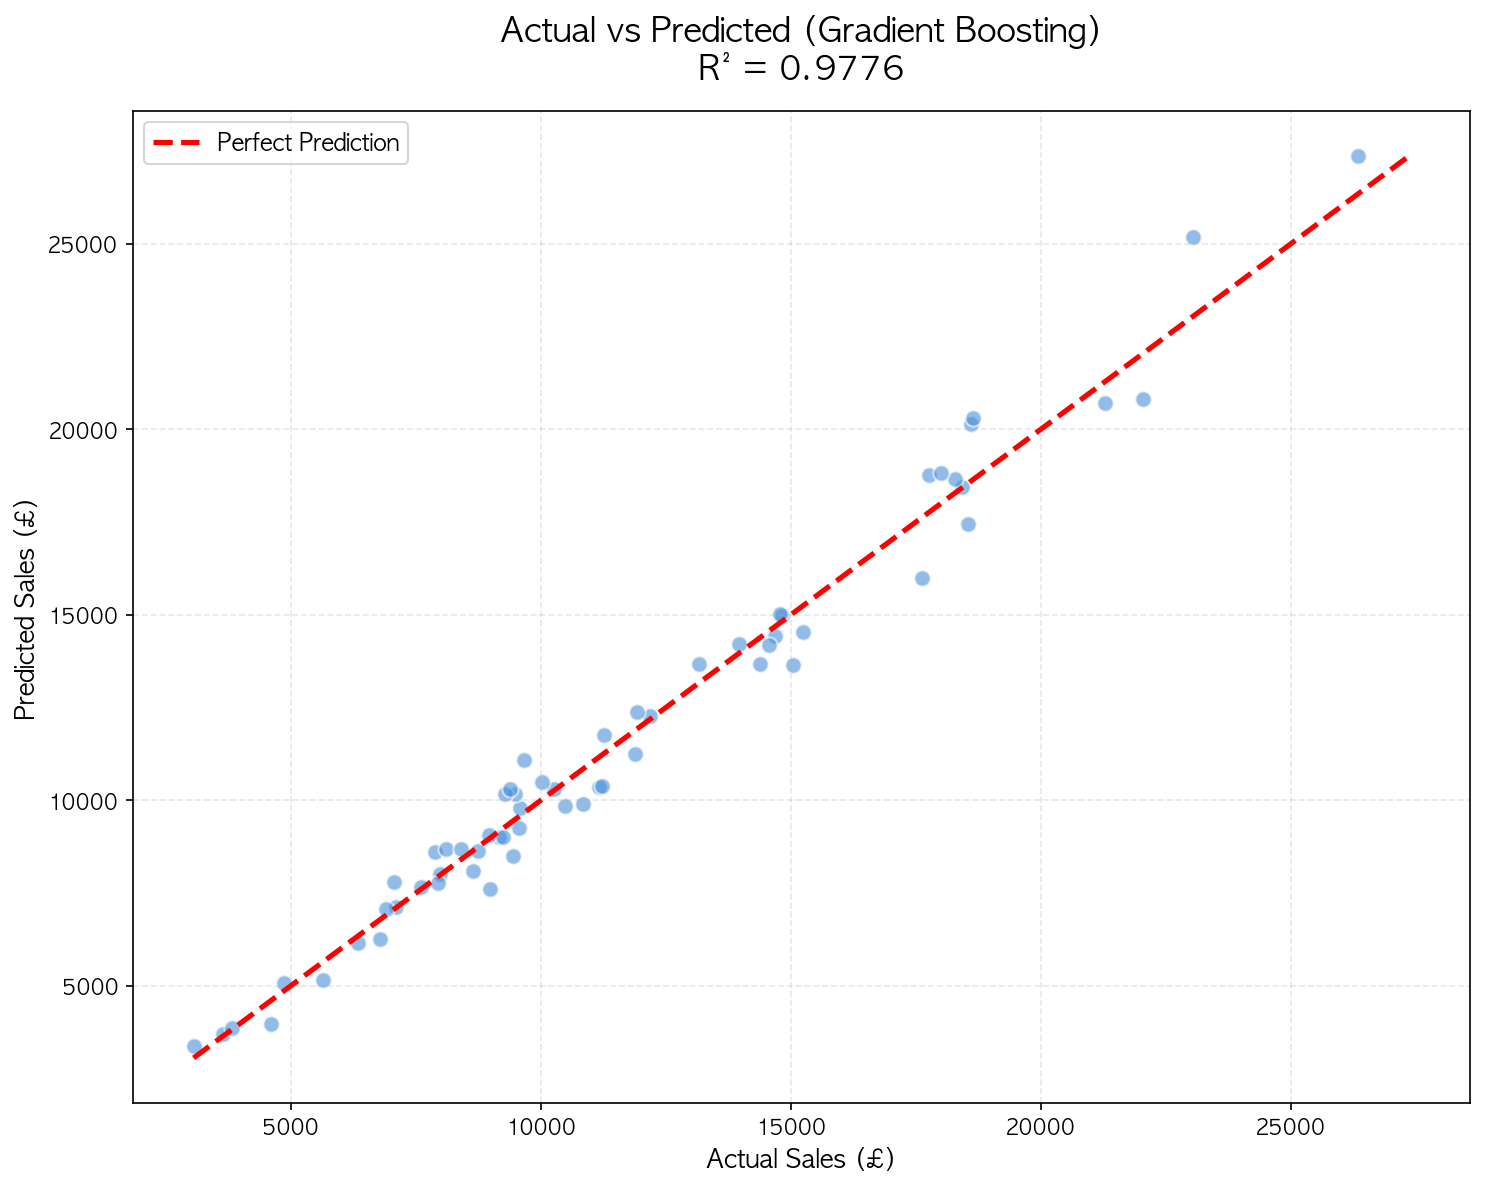 Actual vs Predicted (Gradient Boosting)
R² = 0.9776
Perfect Prediction
25000
20000
15000
10000
5000
Predicted Sales (£)
5000
10000
15000
20000
25000
Actual Sales (£)